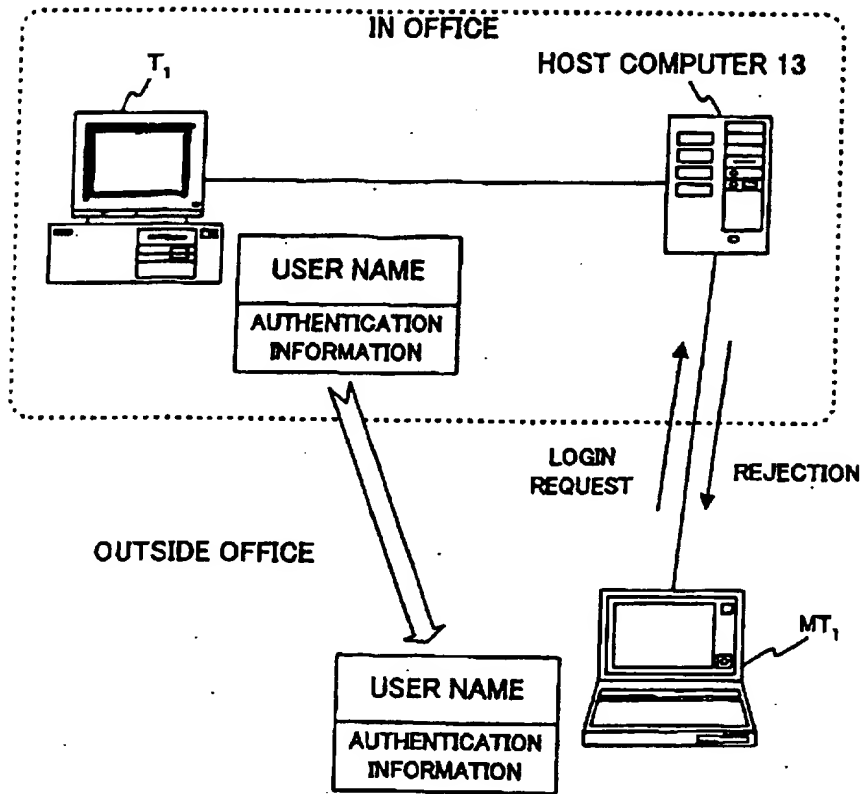 IN OFFICE
T1
HOST COMPUTER 13
USER NAME
AUTHENTICATION
INFORMATION
LOGIN
REQUEST
REJECTION
OUTSIDE OFFICE
MT1
USER NAME
AUTHENTICATION
INFORMATION